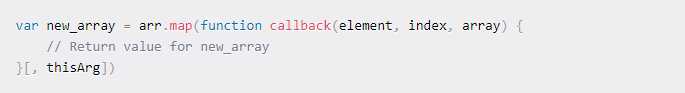 var new_array = arr.map(function callback(element, index, array) {
    // Return value for new_array
}[, thisArg])